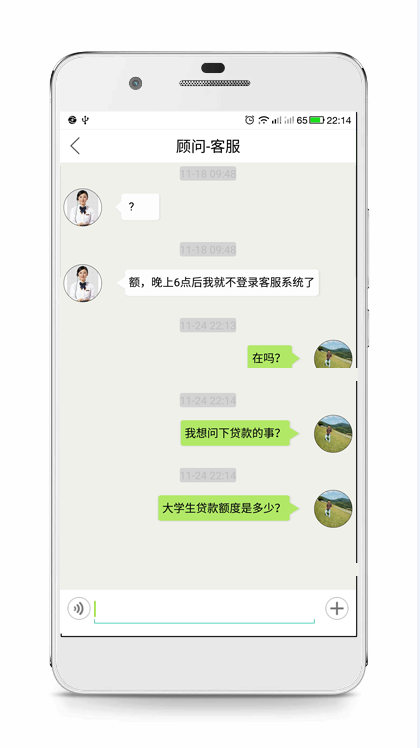 65 22:14
顾问-客服
11-18 09:48
?
11-18 09:48
额，晚上6点后我就不登录客服系统了
11-24 22:13
在吗?
11-24 22:14
我想问下贷款的事?
11-24 22:14
大学生贷款额度是多少?